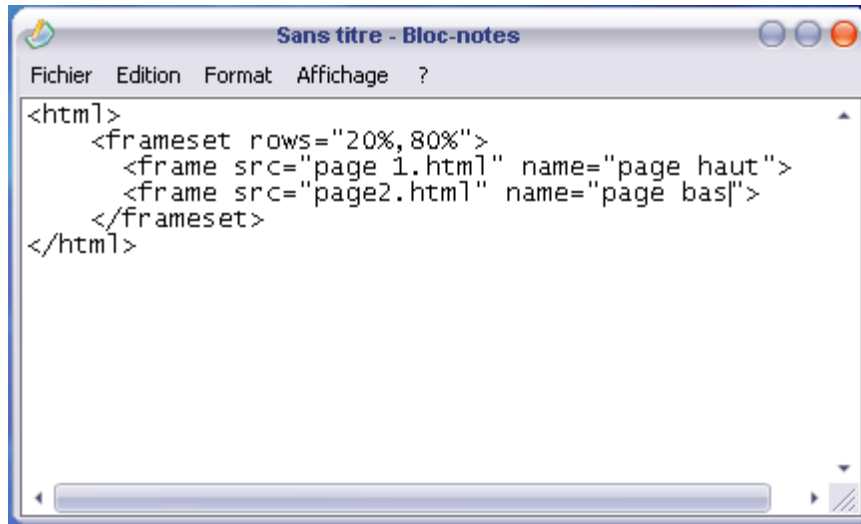 Sans titre - Bloc-notes
Fichier Edition Format Affichage ?
<html>
<frameset rows="20%,80%">
<frame src="page 1.html" name="page haut">
<frame src="page2.html" name="page bas">
</frameset>
</html>